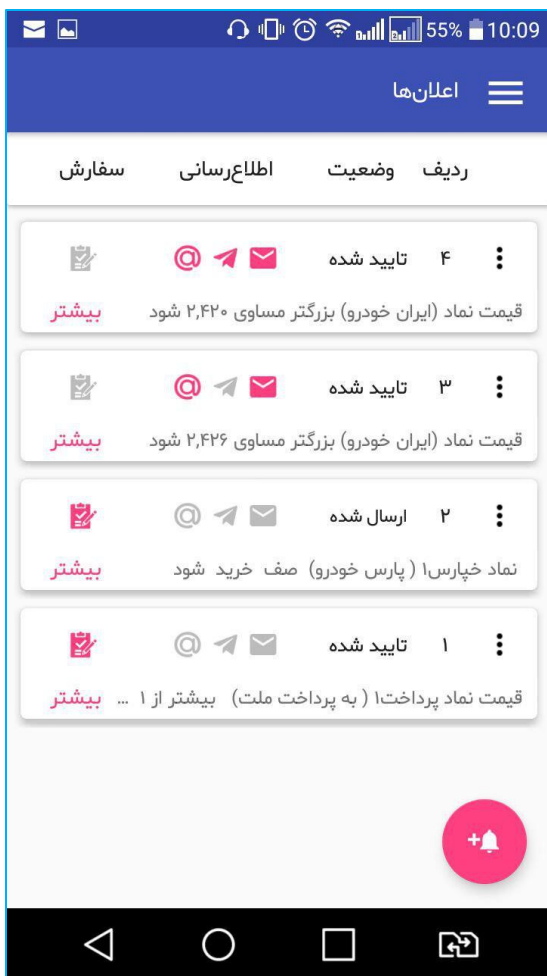 55% 10:09
اعلان‌ها
ردیف وضعیت اطلاع‌رسانی سفارش
۴ تایید شده
قیمت نماد (ایران خودرو) بزرگتر مساوی ۲,۴۲۰ شود بیشتر
۳ تایید شده
قیمت نماد (ایران خودرو) بزرگتر مساوی ۲,۴۲۶ شود بیشتر
۲ ارسال شده
نماد خپارس۱ ( پارس خودرو) صف خرید شود بیشتر
۱ تایید شده
قیمت نماد پرداخت۱ ( به پرداخت ملت) بیشتر از ۱ ... بیشتر